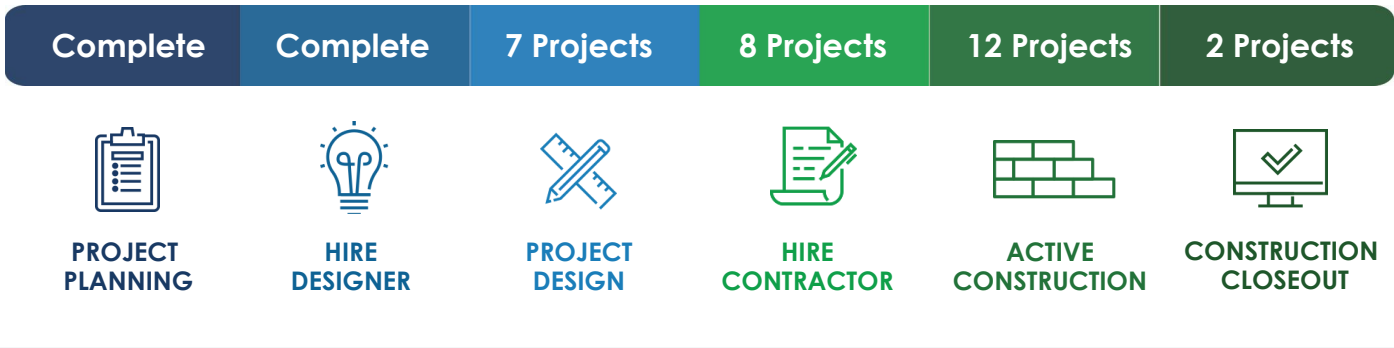 Complete
Complete
7 Projects
8 Projects
12 Projects
2 Projects
PROJECT
PLANNING
HIRE
DESIGNER
PROJECT
DESIGN
HIRE
CONTRACTOR
ACTIVE
CONSTRUCTION
CONSTRUCTION
CLOSEOUT